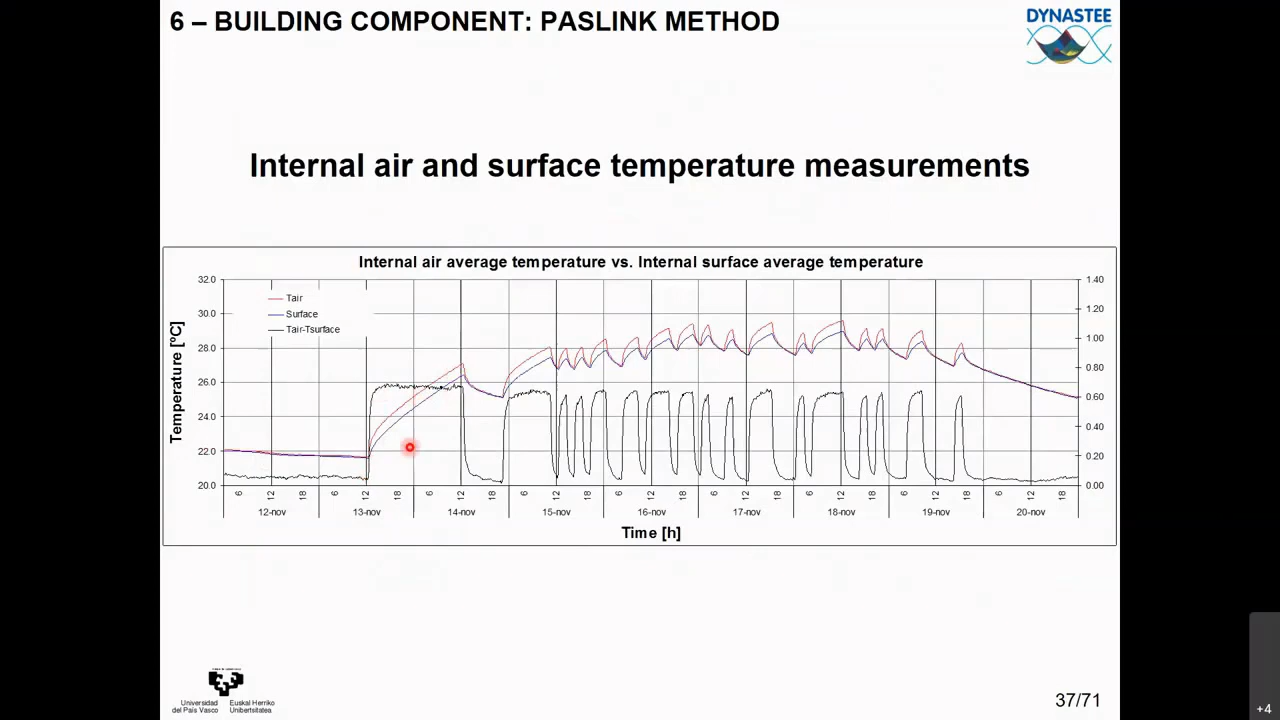 6 – BUILDING COMPONENT: PASLINK METHOD
DYNASTEE
Internal air and surface temperature measurements
Internal air average temperature vs. Internal surface average temperature
32.0
30.0
28.0
26.0
24.0
22.0
20.0
Temperature [ºC]
Tair
Surface
Tair-Tsurface
1.40
1.20
1.00
0.80
0.60
0.40
0.20
0.00
6 12 18 12 18 6 12 6 12 18 6 12 18 6 12 18 6 12 18 6 12 18 6 12 18
12-nov 13-nov 14-nov 15-nov 16-nov 17-nov 18-nov 19-nov 20-nov
Time [h]
Universidad del País Vasco
Euskal Herriko Unibertsitatea
37/71
+4